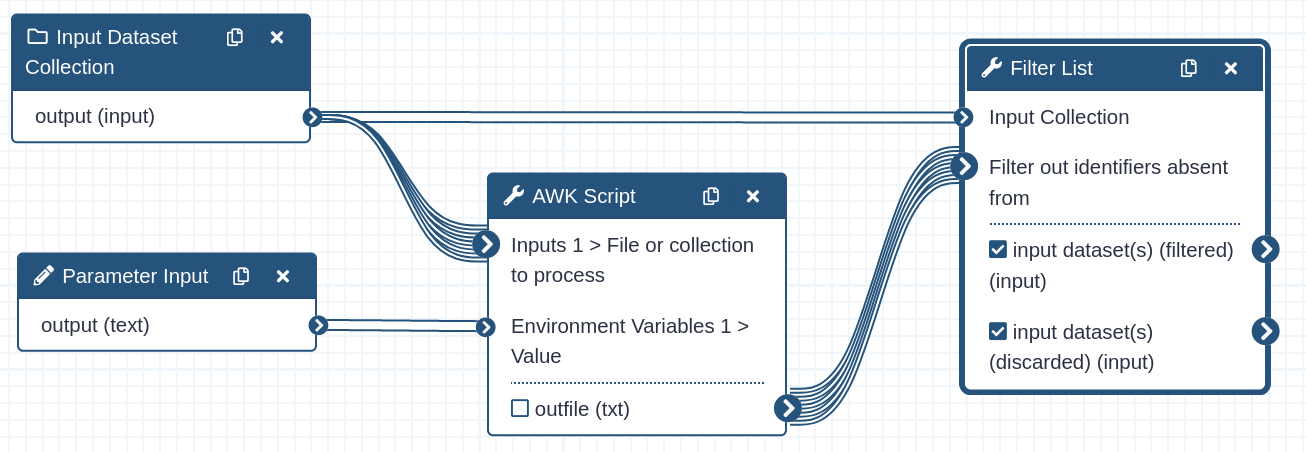 Input Dataset
Collection
output (input)
Parameter Input
output (text)
AWK Script
Inputs 1 > File or collection
to process
Environment Variables 1 >
Value
outfile (txt)
Filter List
Input Collection
Filter out identifiers absent
from
input dataset(s) (filtered)
(input)
input dataset(s)
(discarded) (input)